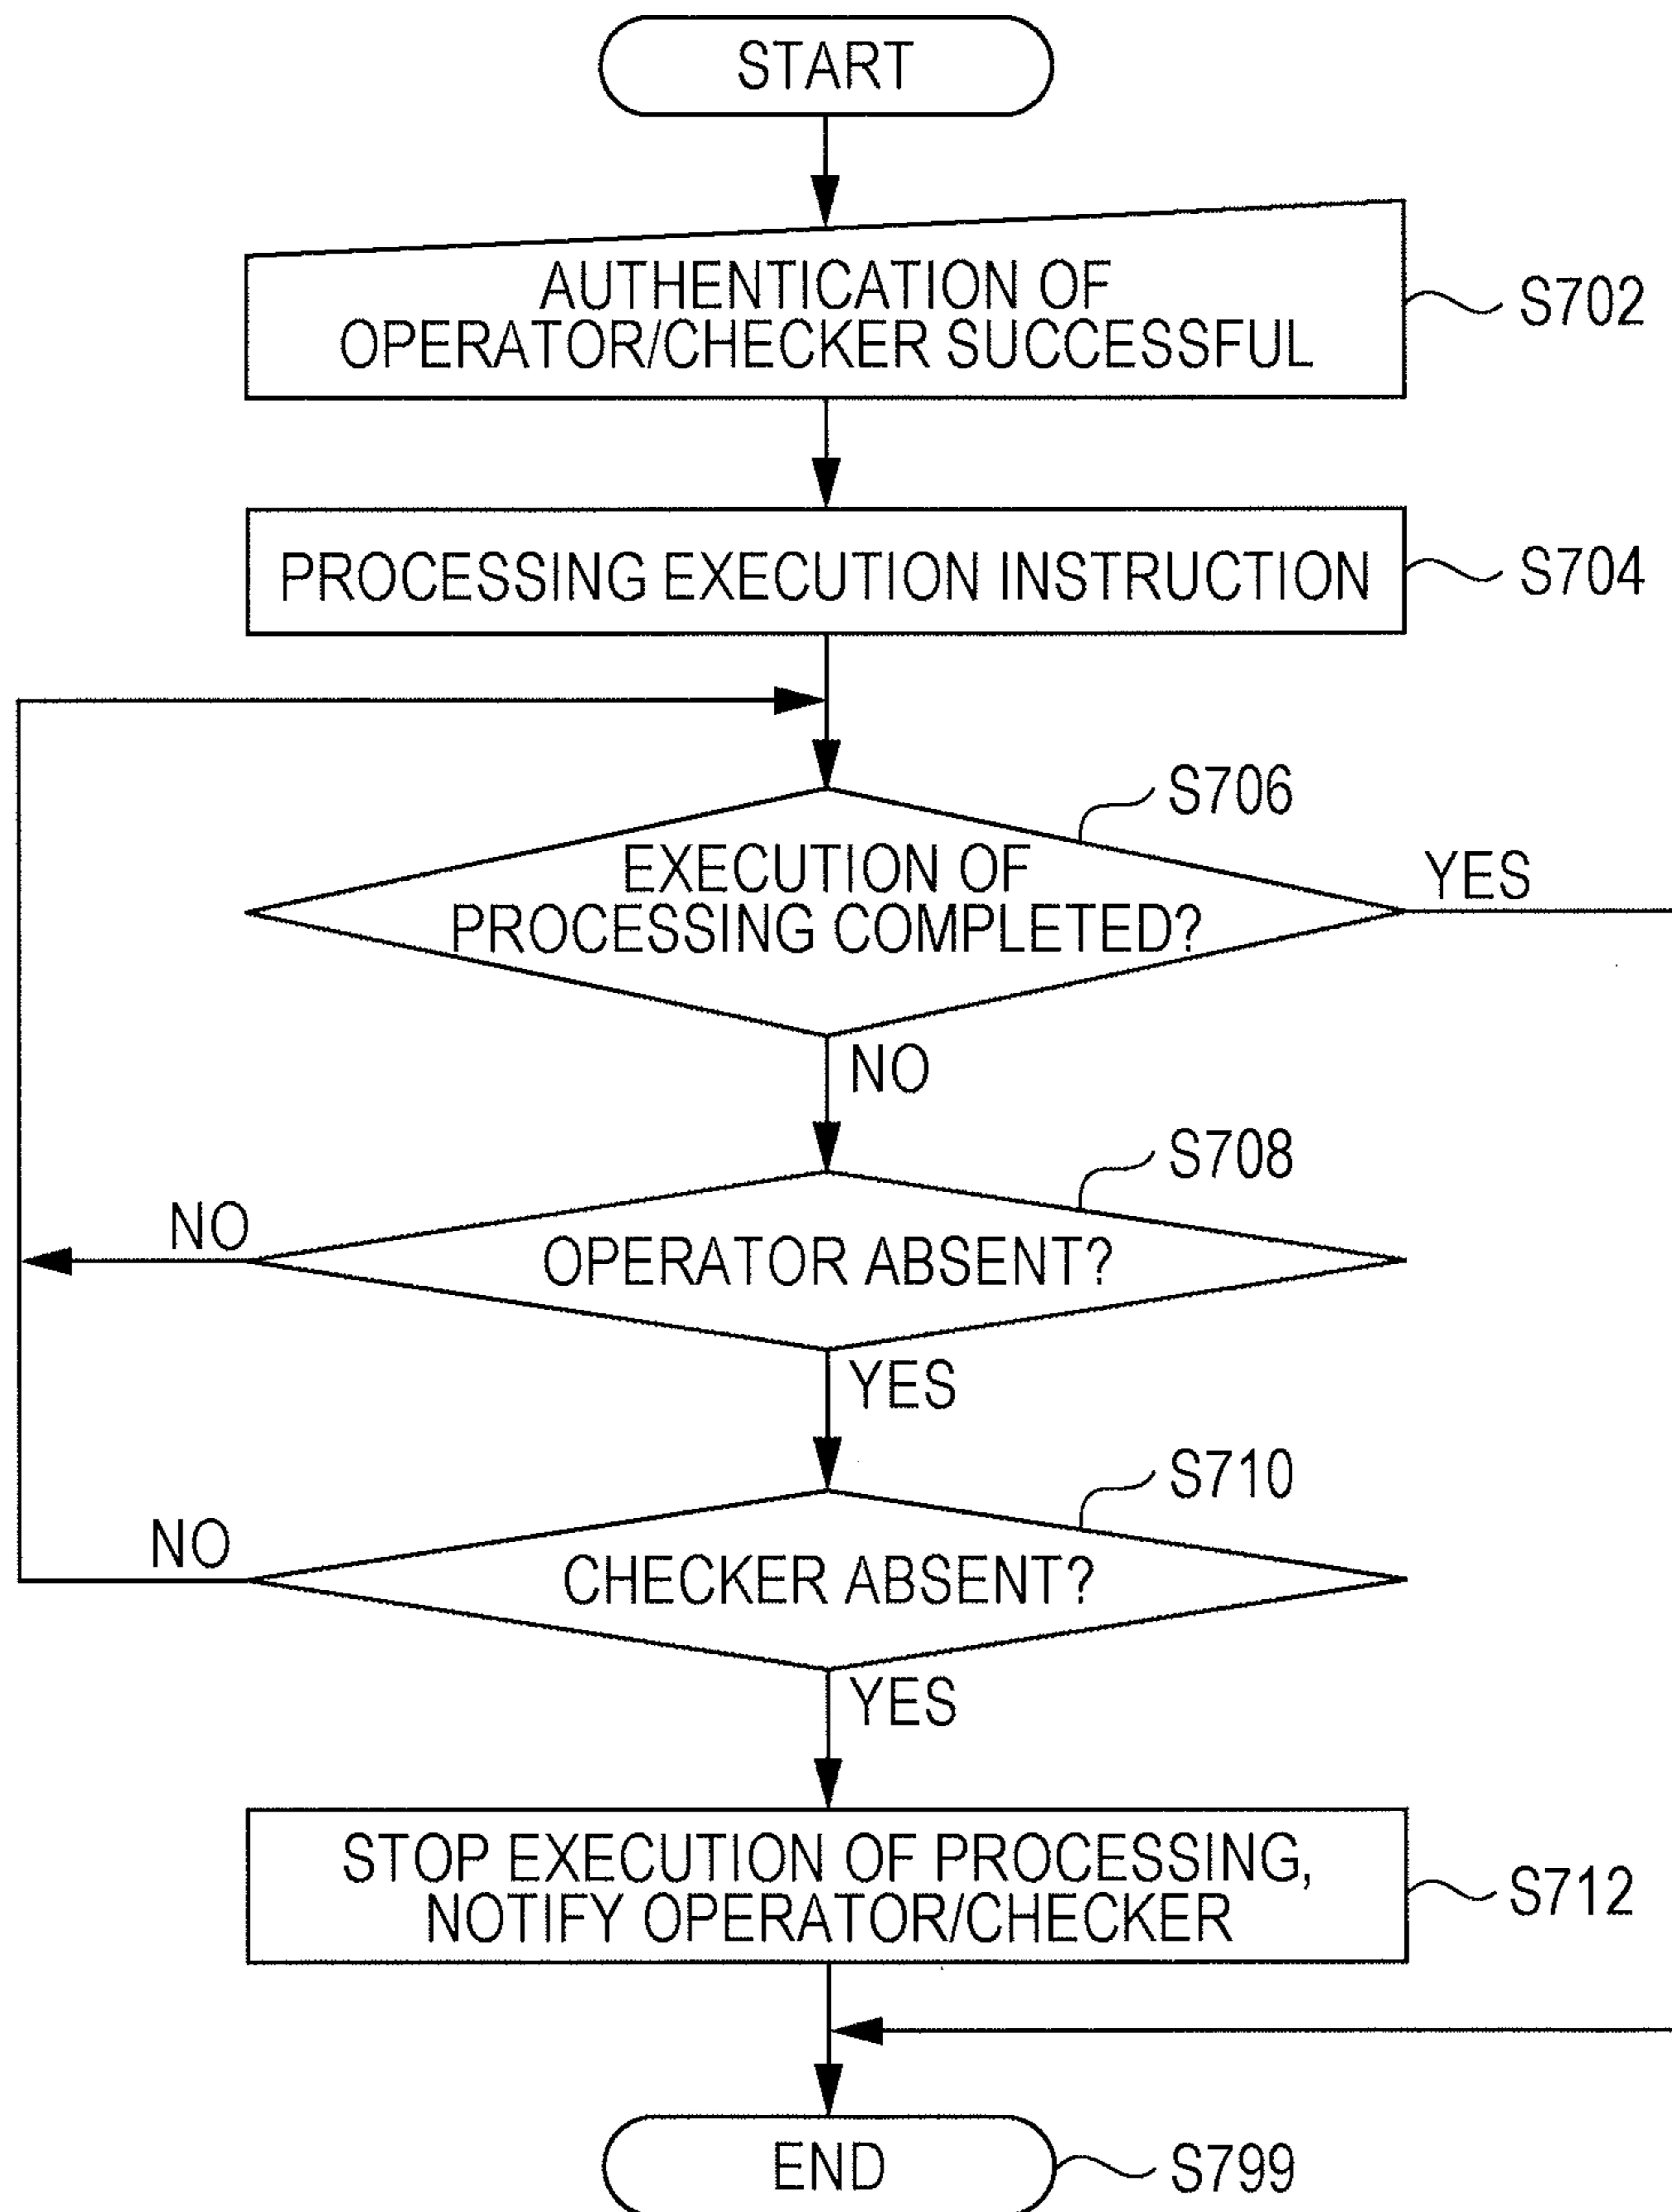 START
AUTHENTICATION OF
OPERATOR/CHECKER SUCCESSFUL
S702
PROCESSING EXECUTION INSTRUCTION
S704
S706
EXECUTION OF
PROCESSING COMPLETED?
YES
NO
S708
NO
OPERATOR ABSENT?
YES
S710
NO
CHECKER ABSENT?
YES
STOP EXECUTION OF PROCESSING,
NOTIFY OPERATOR/CHECKER
S712
END
S799